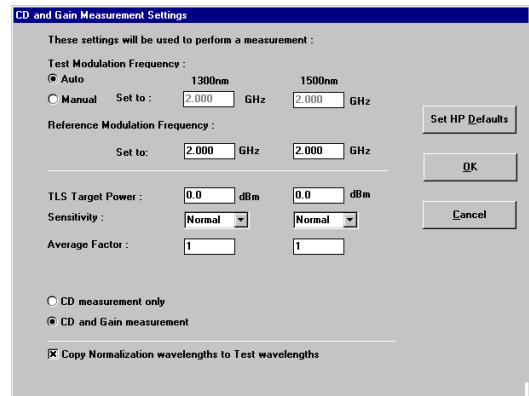 CD and Gain Measurement Settings
These settings will be used to perform a measurement :
Test Modulation Frequency :
Auto 1300nm 1500nm
Manual Set to : 2.000 GHz 2.000 GHz
Set HP Defaults
Reference Modulation Frequency :
Set to: 2.000 GHz 2.000 GHz
OK
TLS Target Power : 0.0 dBm 0.0 dBm
Sensitivity : Normal Normal
Cancel
Average Factor : 1 1
CD measurement only
CD and Gain measurement
Copy Normalization wavelengths to Test wavelengths